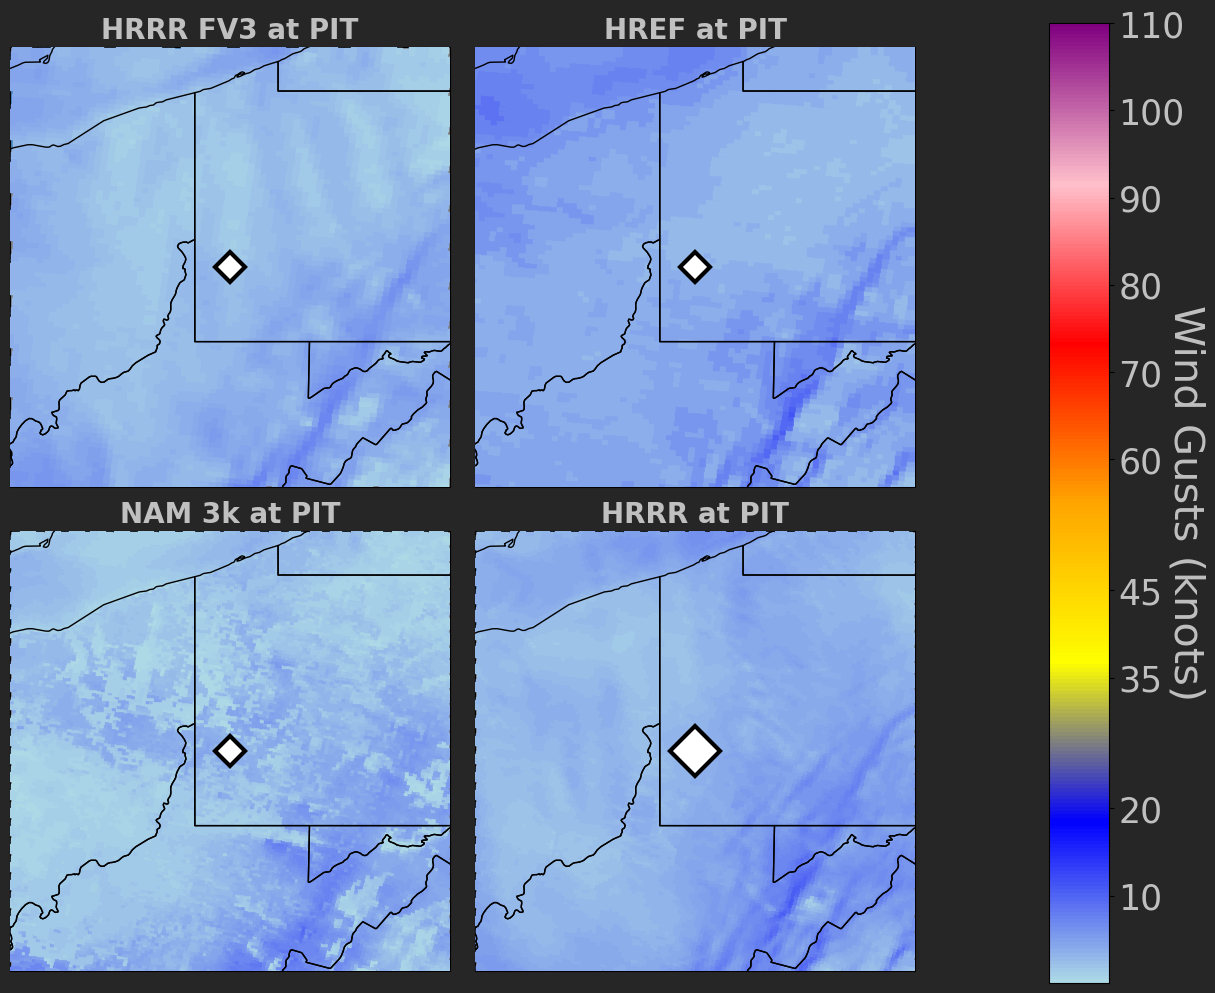 HRRR FV3 at PIT
HREF at PIT
NAM 3k at PIT
HRRR at PIT
110
100
90
80
70
60
45
35
20
10
Wind Gusts (knots)